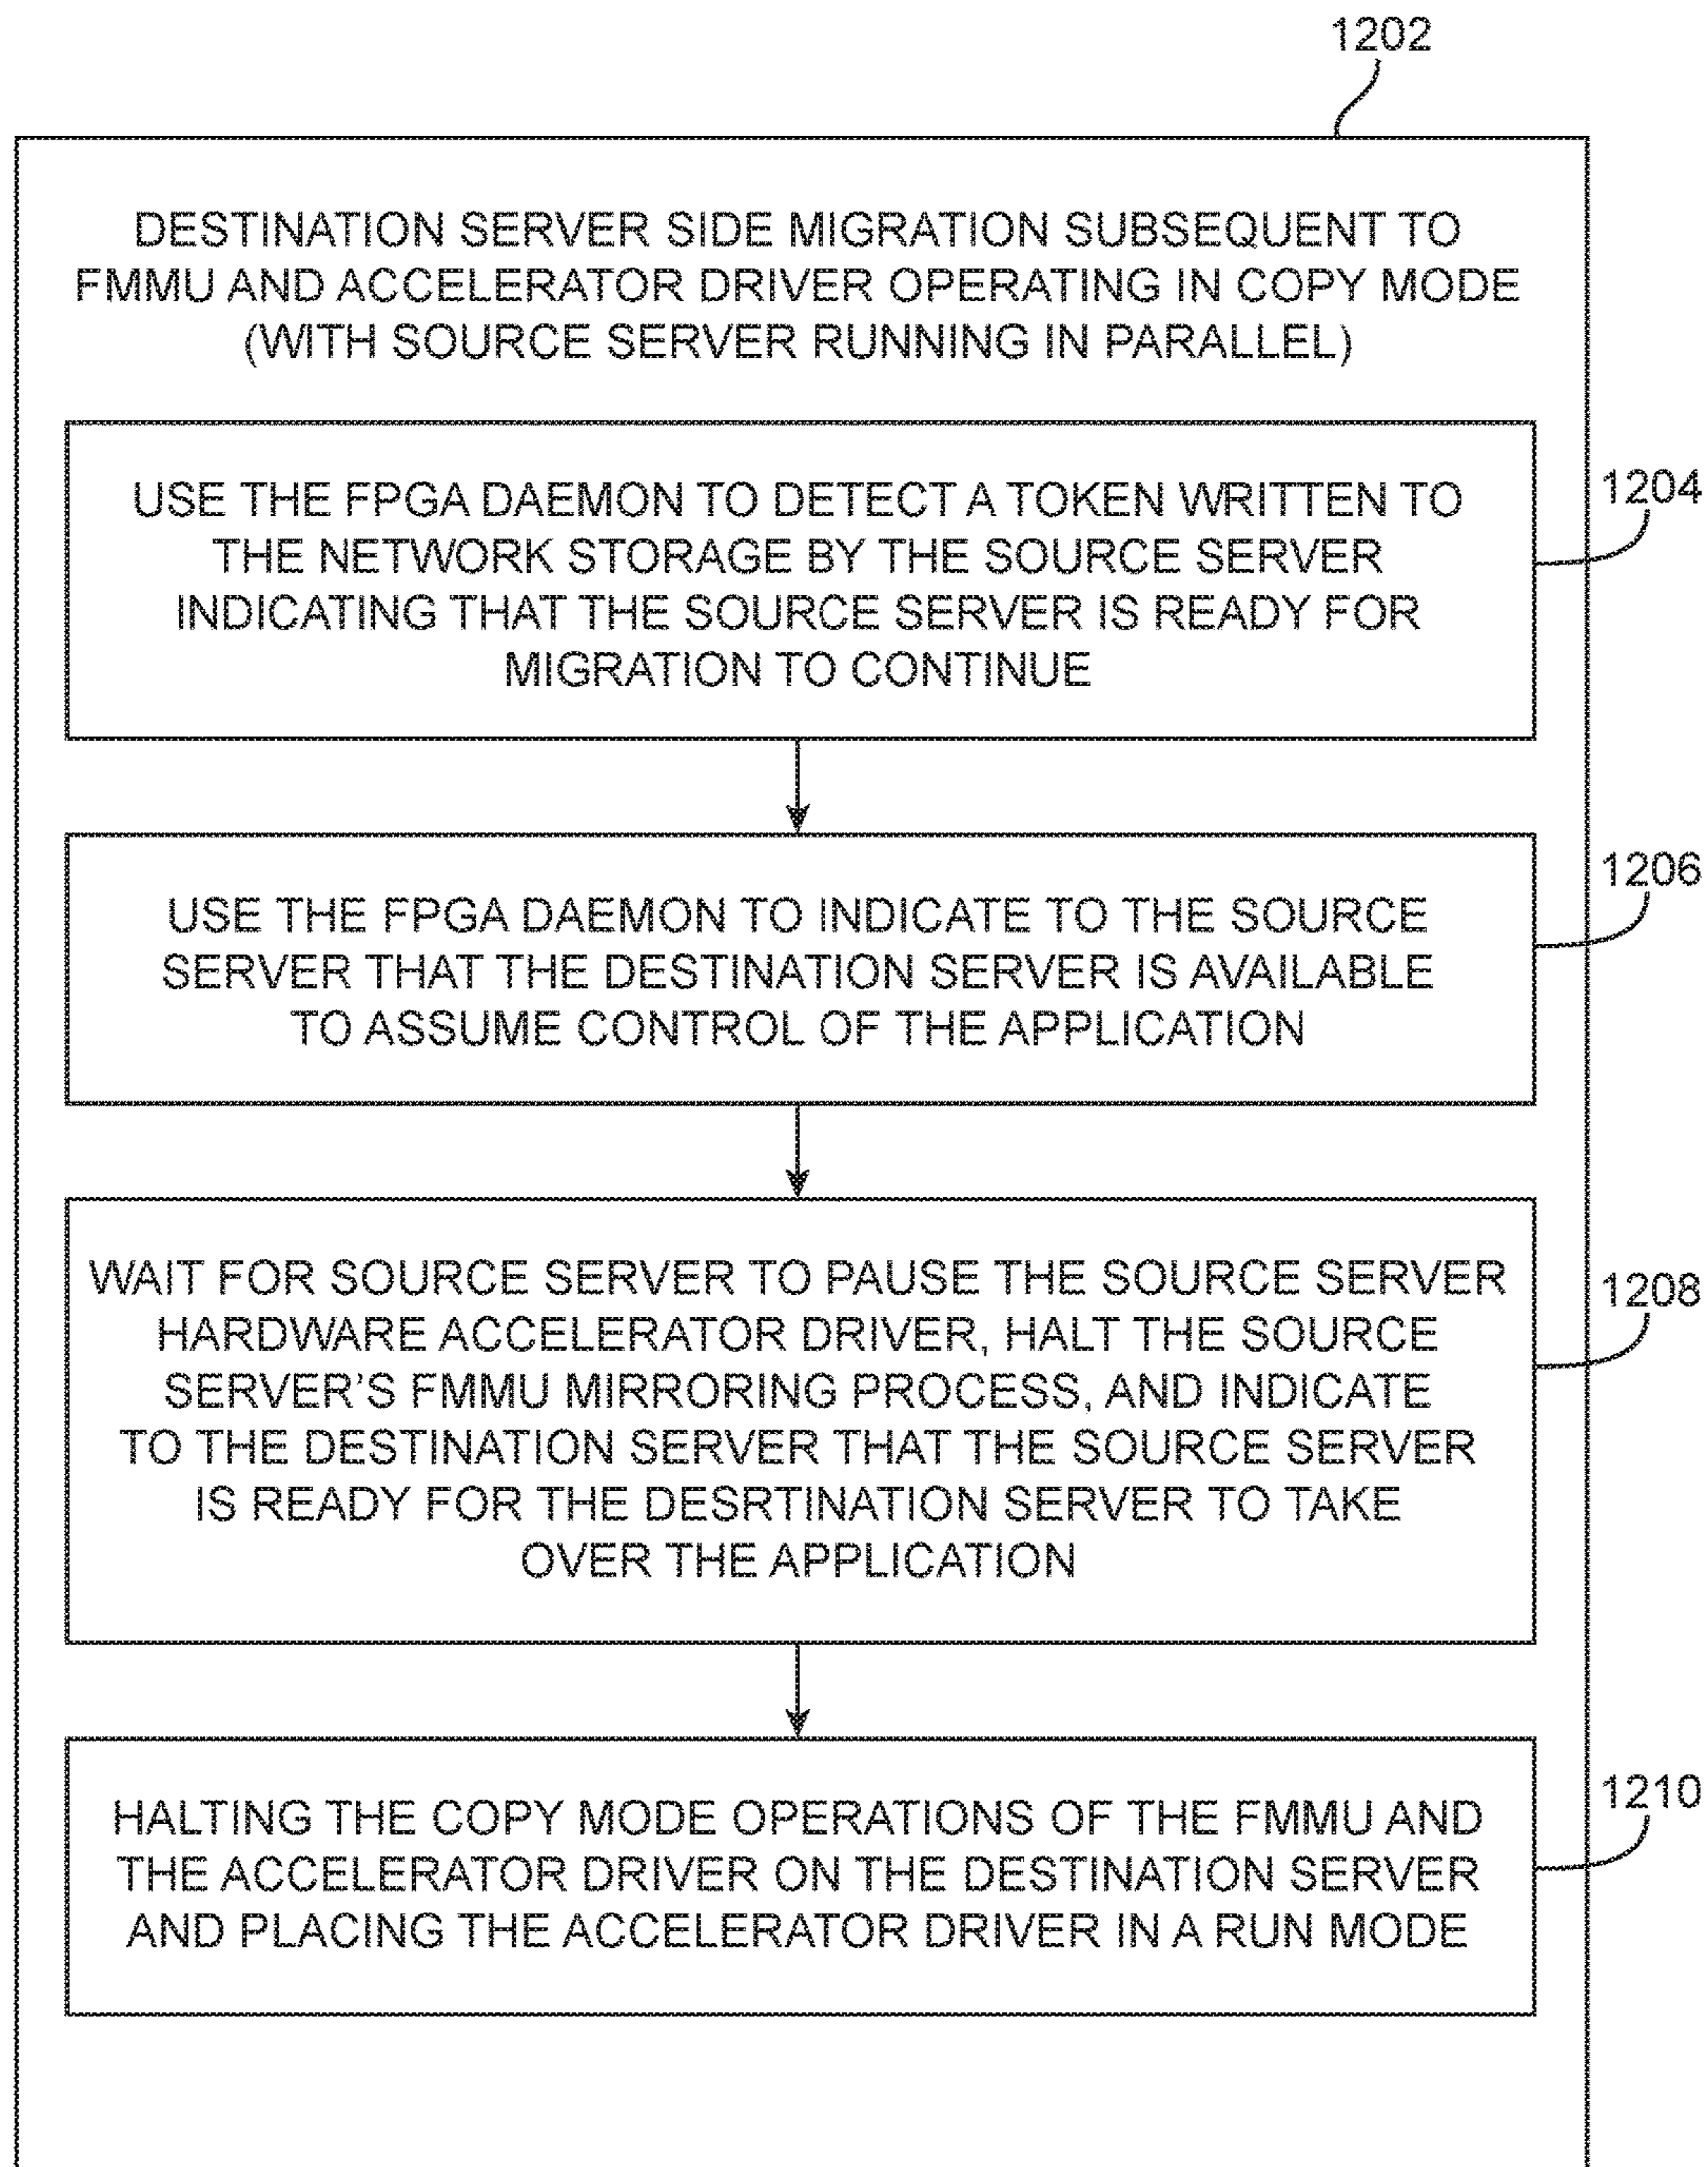 1202
DESTINATION SERVER SIDE MIGRATION SUBSEQUENT TO
FMMU AND ACCELERATOR DRIVER OPERATING IN COPY MODE
(WITH SOURCE SERVER RUNNING IN PARALLEL)
USE THE FPGA DAEMON TO DETECT A TOKEN WRITTEN TO
THE NETWORK STORAGE BY THE SOURCE SERVER
INDICATING THAT THE SOURCE SERVER IS READY FOR
MIGRATION TO CONTINUE
1204
USE THE FPGA DAEMON TO INDICATE TO THE SOURCE
SERVER THAT THE DESTINATION SERVER IS AVAILABLE
TO ASSUME CONTROL OF THE APPLICATION
1206
WAIT FOR SOURCE SERVER TO PAUSE THE SOURCE SERVER
HARDWARE ACCELERATOR DRIVER, HALT THE SOURCE
SERVER'S FMMU MIRRORING PROCESS, AND INDICATE
TO THE DESTINATION SERVER THAT THE SOURCE SERVER
IS READY FOR THE DESRTINATION SERVER TO TAKE
OVER THE APPLICATION
1208
HALTING THE COPY MODE OPERATIONS OF THE FMMU AND
THE ACCELERATOR DRIVER ON THE DESTINATION SERVER
AND PLACING THE ACCELERATOR DRIVER IN A RUN MODE
1210